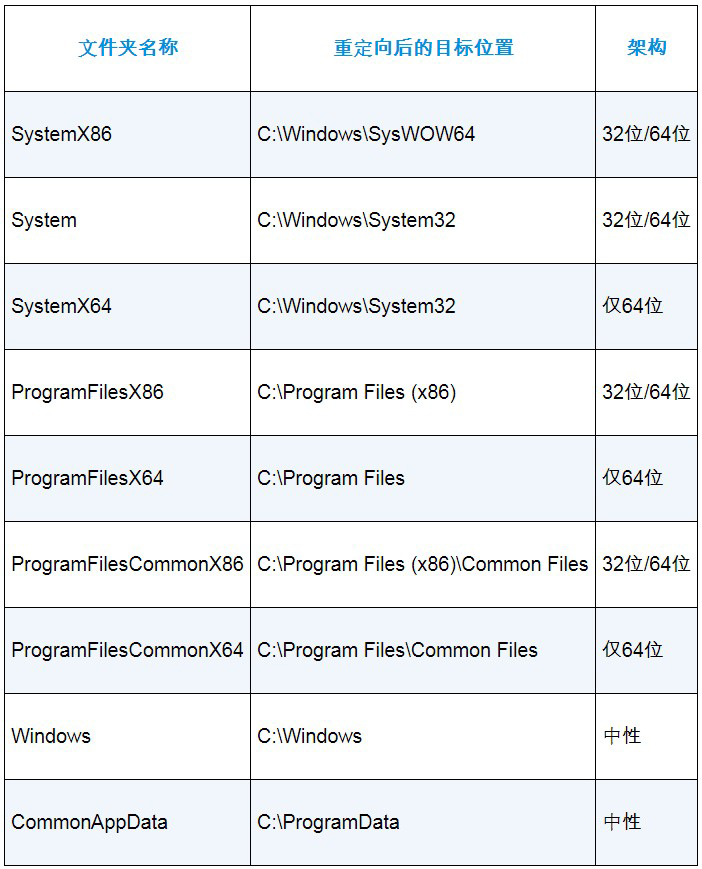 文件夹名称 重定向后的目标位置 架构
SystemX86 C:\Windows\SysWOW64 32位/64位
System C:\Windows\System32 32位/64位
SystemX64 C:\Windows\System32 仅64位
ProgramFilesX86 C:\Program Files (x86) 32位/64位
ProgramFilesX64 C:\Program Files 仅64位
ProgramFilesCommonX86 C:\Program Files (x86)\Common Files 32位/64位
ProgramFilesCommonX64 C:\Program Files\Common Files 仅64位
Windows C:\Windows 中性
CommonAppData C:\ProgramData 中性